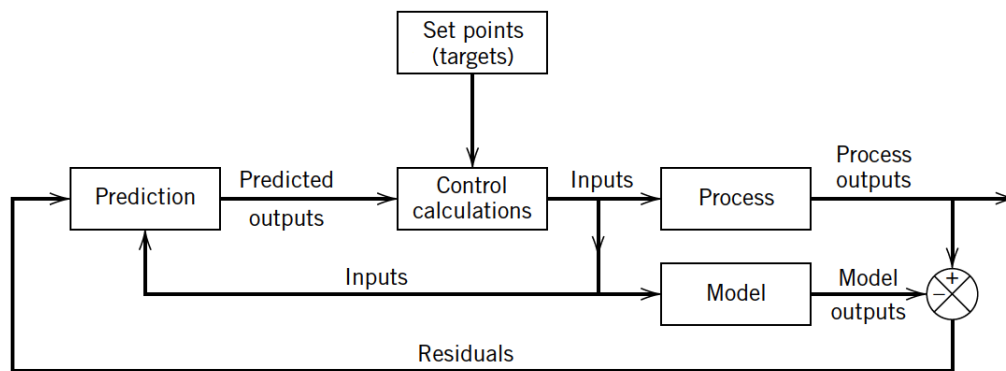 Set points
(targets)
Process
outputs
Predicted
outputs
Inputs
Prediction
Control
calculations
Process
Inputs
Model
Model
outputs
+
−
Residuals